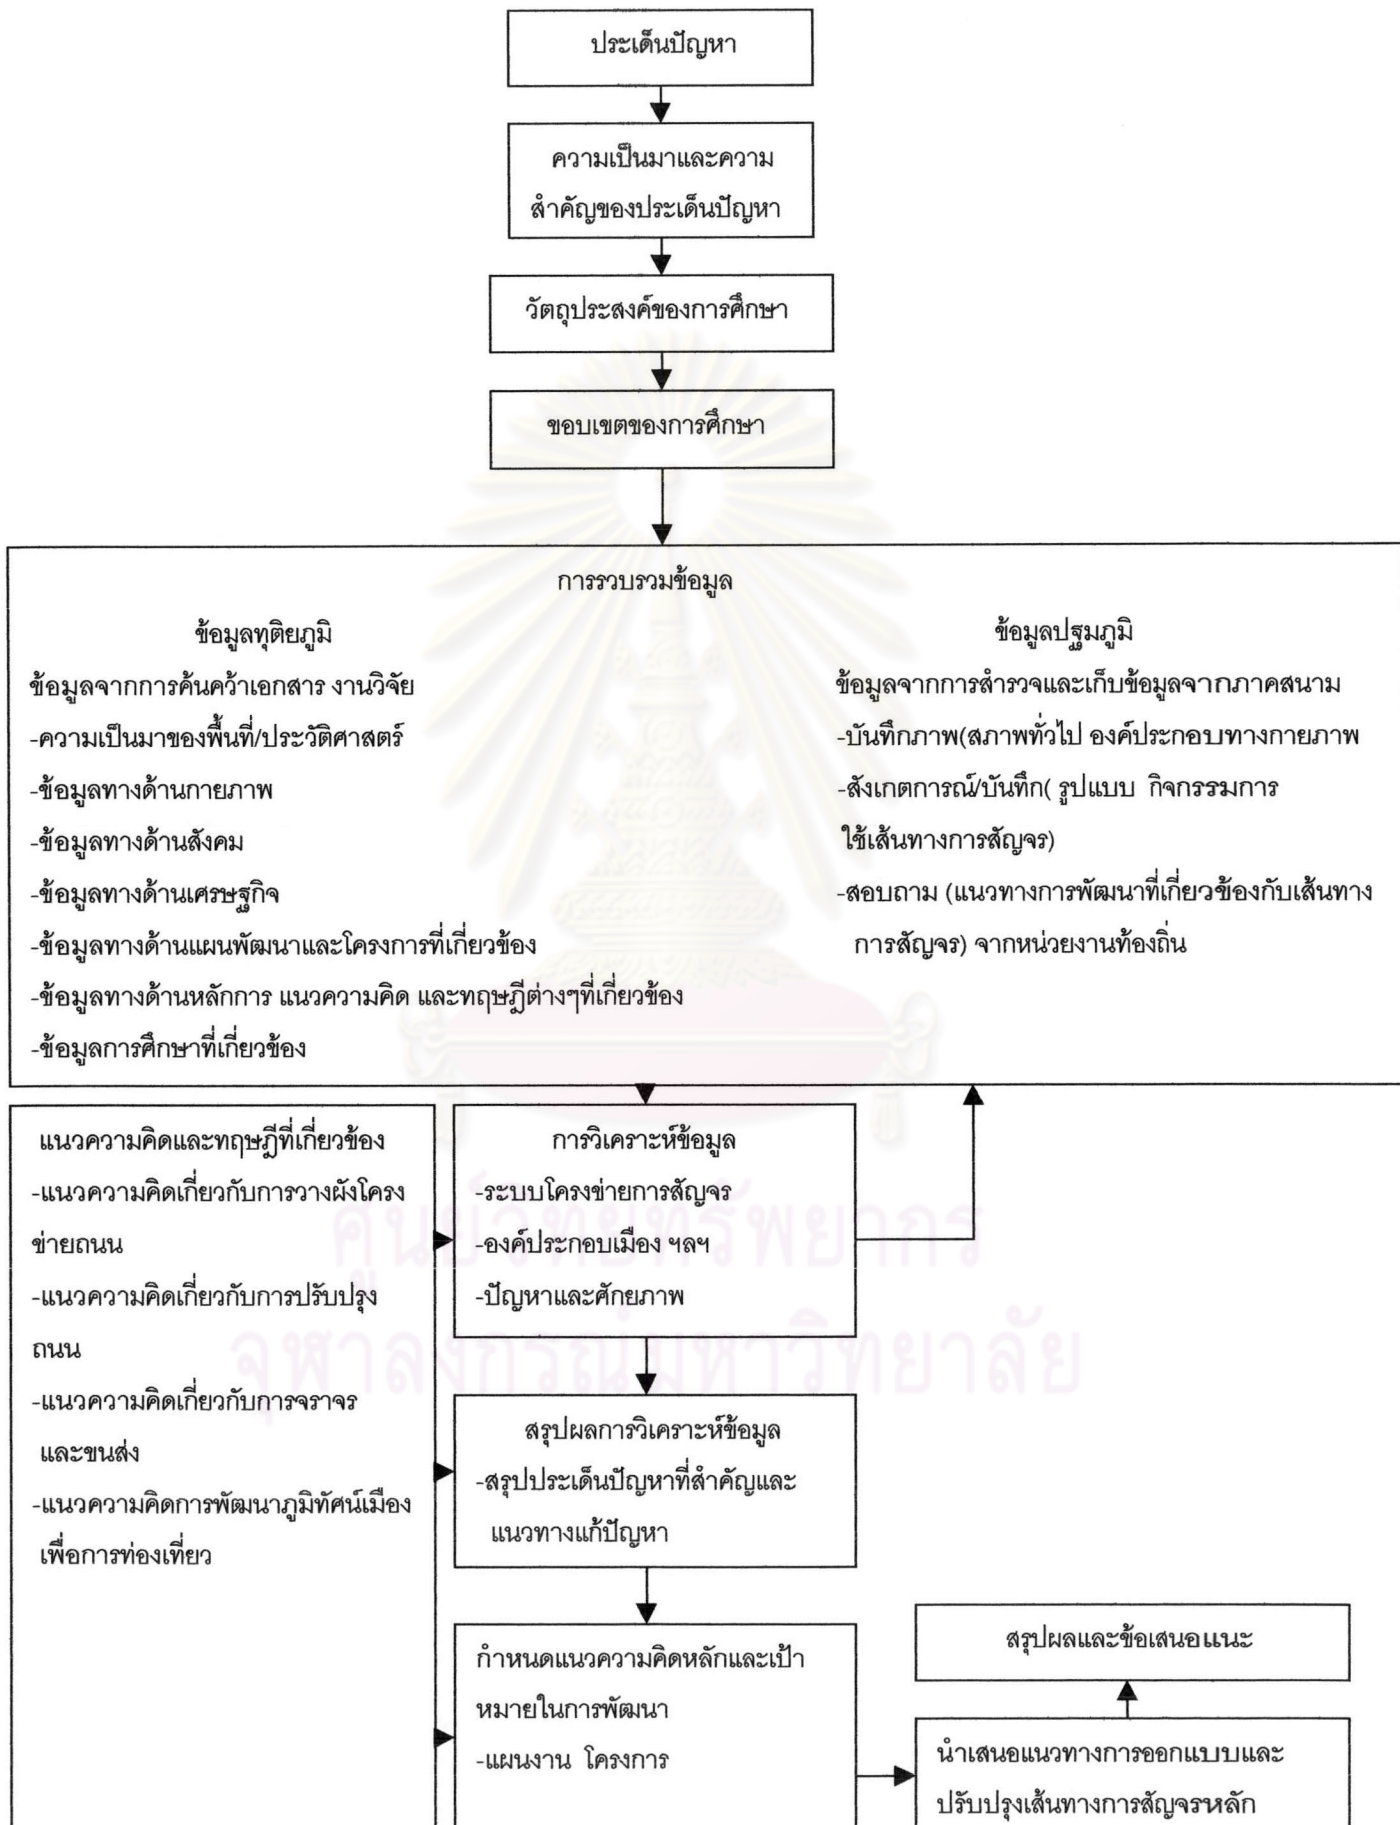 ประเด็นปัญหา
ความเป็นมาและความ
สำคัญของประเด็นปัญหา
วัตถุประสงค์ของการศึกษา
ขอบเขตของการศึกษา
การรวบรวมข้อมูล
ข้อมูลทุติยภูมิ
ข้อมูลจากการค้นคว้าเอกสาร งานวิจัย
-ความเป็นมาของพื้นที่/ประวัติศาสตร์
-ข้อมูลทางด้านกายภาพ
-ข้อมูลทางด้านสังคม
-ข้อมูลทางด้านเศรษฐกิจ
-ข้อมูลทางด้านแผนพัฒนาและโครงการที่เกี่ยวข้อง
-ข้อมูลทางด้านหลักการ แนวความคิด และทฤษฎีต่างๆที่เกี่ยวข้อง
-ข้อมูลการศึกษาที่เกี่ยวข้อง
ข้อมูลปฐมภูมิ
ข้อมูลจากการสำรวจและเก็บข้อมูลจากภาคสนาม
-บันทึกภาพ(สภาพทั่วไป องค์ประกอบทางกายภาพ
-สังเกตการณ์/บันทึก( รูปแบบ กิจกรรมการ
ใช้เส้นทางการสัญจร)
-สอบถาม (แนวทางการพัฒนาที่เกี่ยวข้องกับเส้นทาง
การสัญจร) จากหน่วยงานท้องถิ่น
แนวความคิดและทฤษฎีที่เกี่ยวข้อง
-แนวความคิดเกี่ยวกับการวางผังโครง
ข่ายถนน
-แนวความคิดเกี่ยวกับการปรับปรุง
ถนน
-แนวความคิดเกี่ยวกับการจราจร
และขนส่ง
-แนวความคิดการพัฒนาภูมิทัศน์เมือง
เพื่อการท่องเที่ยว
การวิเคราะห์ข้อมูล
-ระบบโครงข่ายการสัญจร
-องค์ประกอบเมือง ฯลฯ
-ปัญหาและศักยภาพ
สรุปผลการวิเคราะห์ข้อมูล
-สรุปประเด็นปัญหาที่สำคัญและ
แนวทางแก้ปัญหา
กำหนดแนวความคิดหลักและเป้า
หมายในการพัฒนา
-แผนงาน โครงการ
สรุปผลและข้อเสนอแนะ
นำเสนอแนวทางการออกแบบและ
ปรับปรุงเส้นทางการสัญจรหลัก
ศูนย์วิทยทรัพยากร
จุฬาลงกรณ์มหาวิทยาลัย